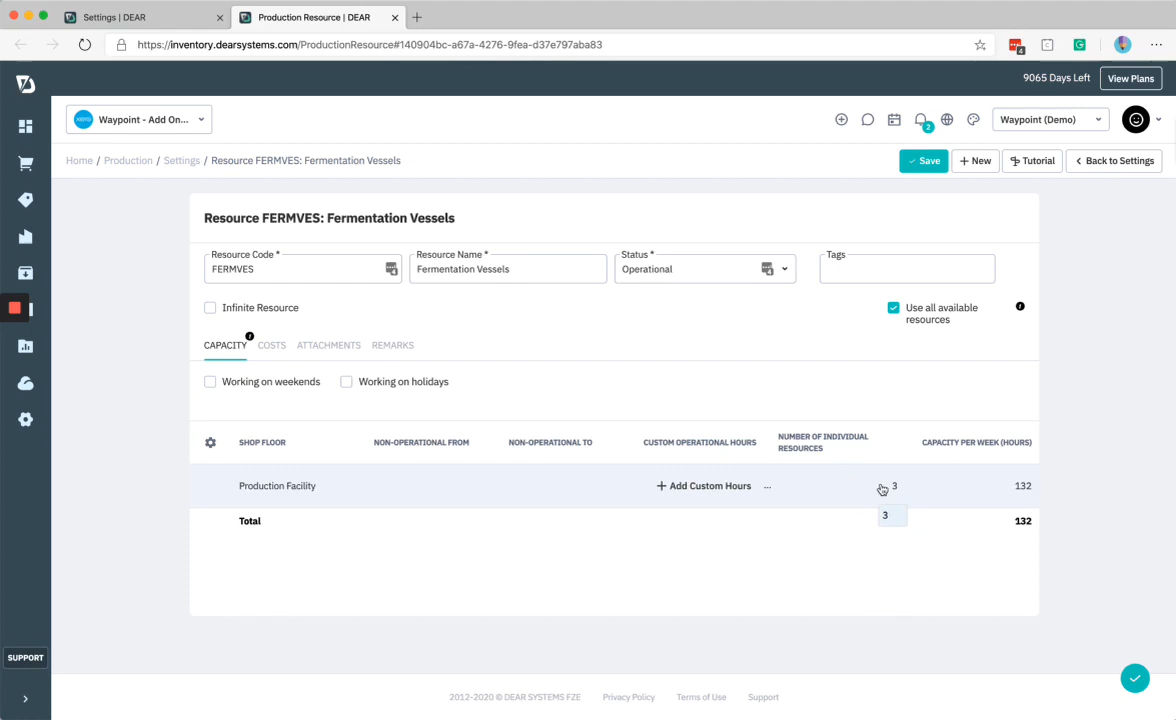 Settings | DEAR
Production Resource | DEAR
https://inventory.dearsystems.com/ProductionResource#140904bc-a67a-4276-9fea-d37e797aba83
4
C
9065 Days Left
View Plans
xero
Waypoint - Add On...
2
Waypoint (Demo)
Home / Production / Settings / Resource FERMVES: Fermentation Vessels
Save
New
Tutorial
Back to Settings
Resource FERMVES: Fermentation Vessels
Resource Code *
Resource Name *
Status *
Tags
FERMVES
Fermentation Vessels
Operational
Infinite Resource
Use all available
resources
CAPACITY
COSTS
ATTACHMENTS
REMARKS
Working on weekends
Working on holidays
SHOP FLOOR
NON-OPERATIONAL FROM
NON-OPERATIONAL TO
CUSTOM OPERATIONAL HOURS
NUMBER OF INDIVIDUAL
RESOURCES
CAPACITY PER WEEK (HOURS)
Production Facility
+ Add Custom Hours
...
3
132
3
Total
132
SUPPORT
2012-2020 © DEAR SYSTEMS FZE
Privacy Policy
Terms of Use
Support